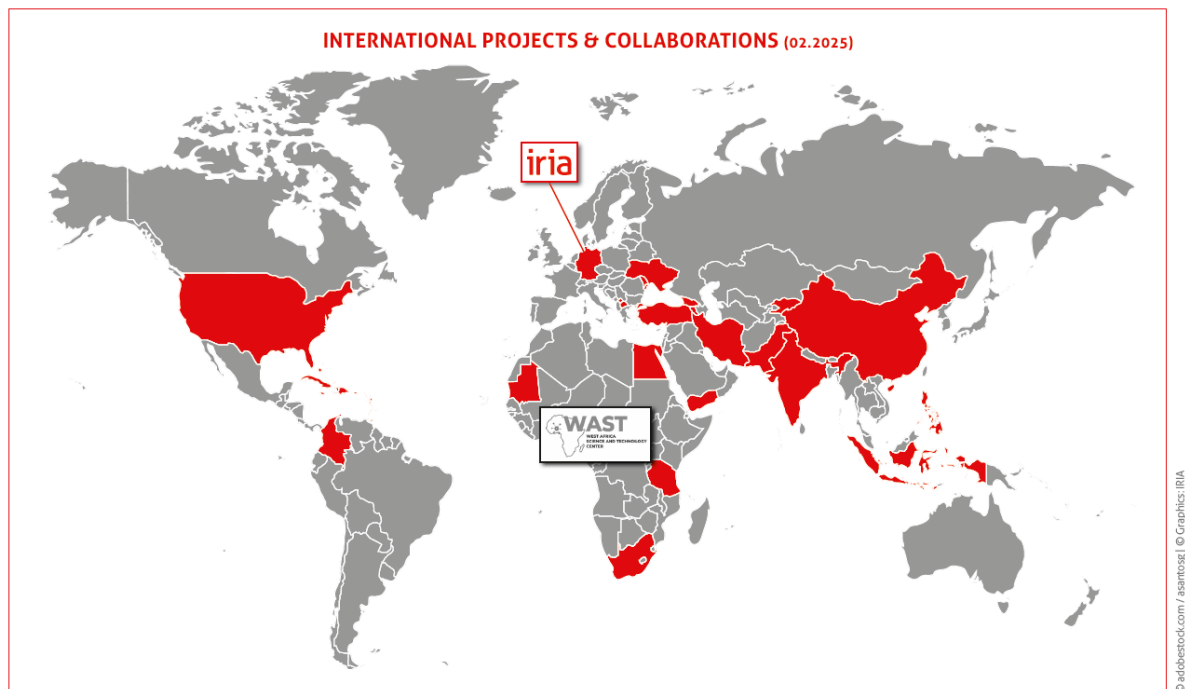 INTERNATIONAL PROJECTS & COLLABORATIONS (02.2025)
iria
WAST
WEST AFRICA
SCIENCE AND TECHNOLOGY
CENTER
© adobestock.com / asantosg | © Graphics: IRIA